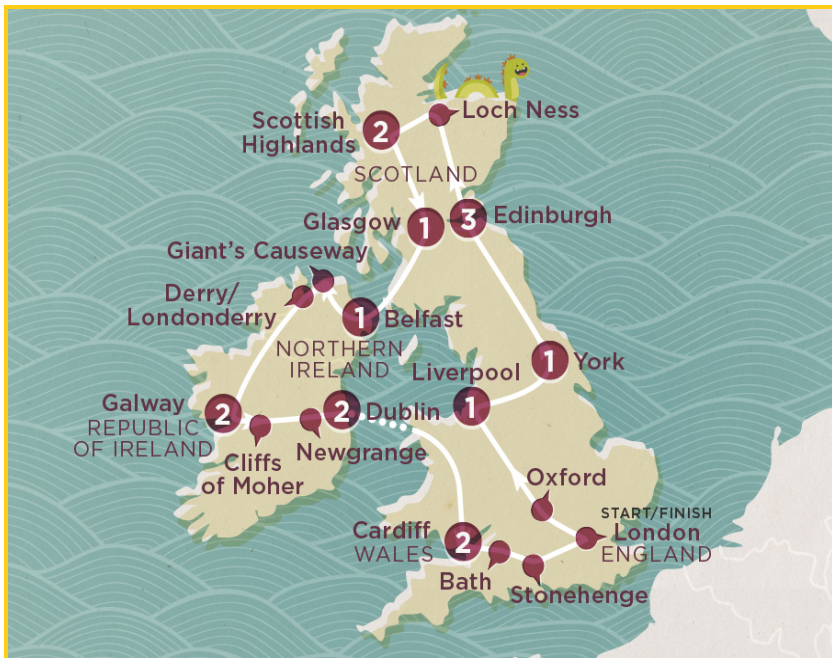 Loch Ness
Scottish
Highlands
2
SCOTLAND
Glasgow
1
3
Edinburgh
Giant's Causeway
Derry/
Londonderry
1
Belfast
NORTHERN
IRELAND
Liverpool
1
1
York
Galway
2
REPUBLIC
OF IRELAND
2
Dublin
Newgrange
Cliffs
of Moher
Oxford
START/FINISH
London
ENGLAND
Cardiff
WALES
2
Bath
Stonehenge